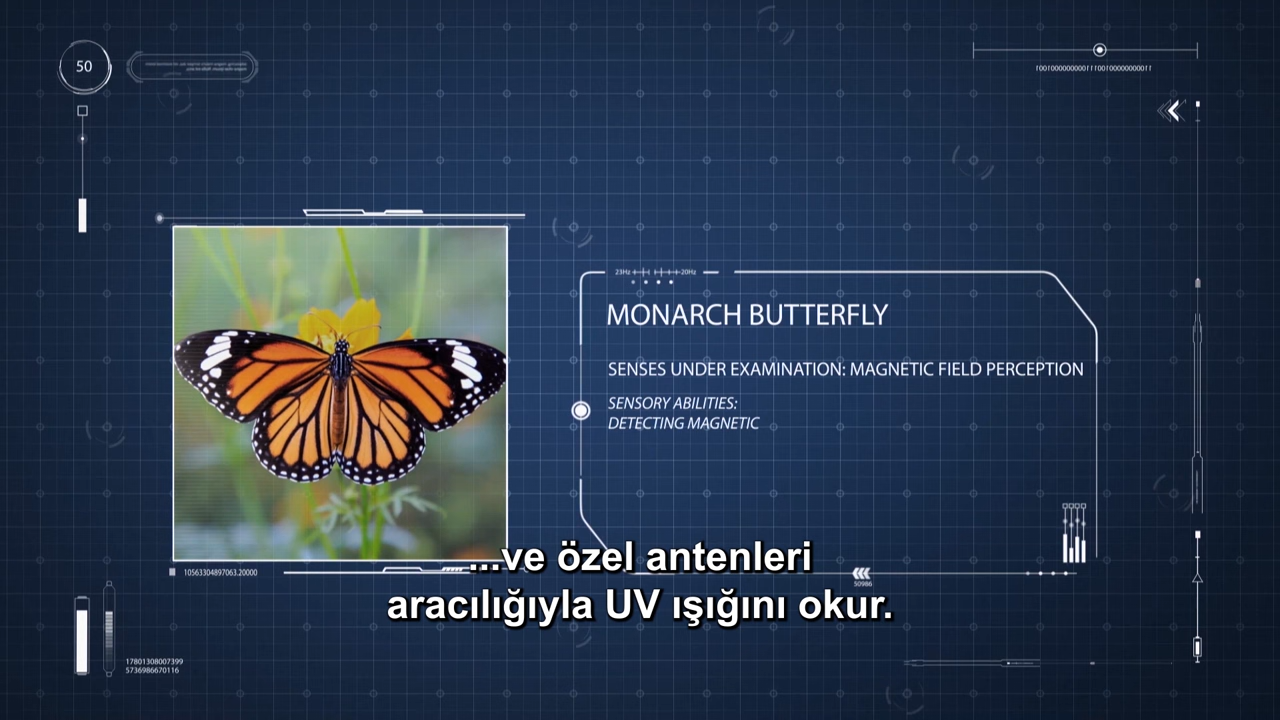 50
MONARCH BUTTERFLY
23Hz
20Hz
SENSES UNDER EXAMINATION: MAGNETIC FIELD PERCEPTION
SENSORY ABILITIES:
DETECTING MAGNETIC
10563304897063.20000
50986
...ve özel antenleri
aracılığıyla UV ışığını okur.
17801308007399
5736986670116